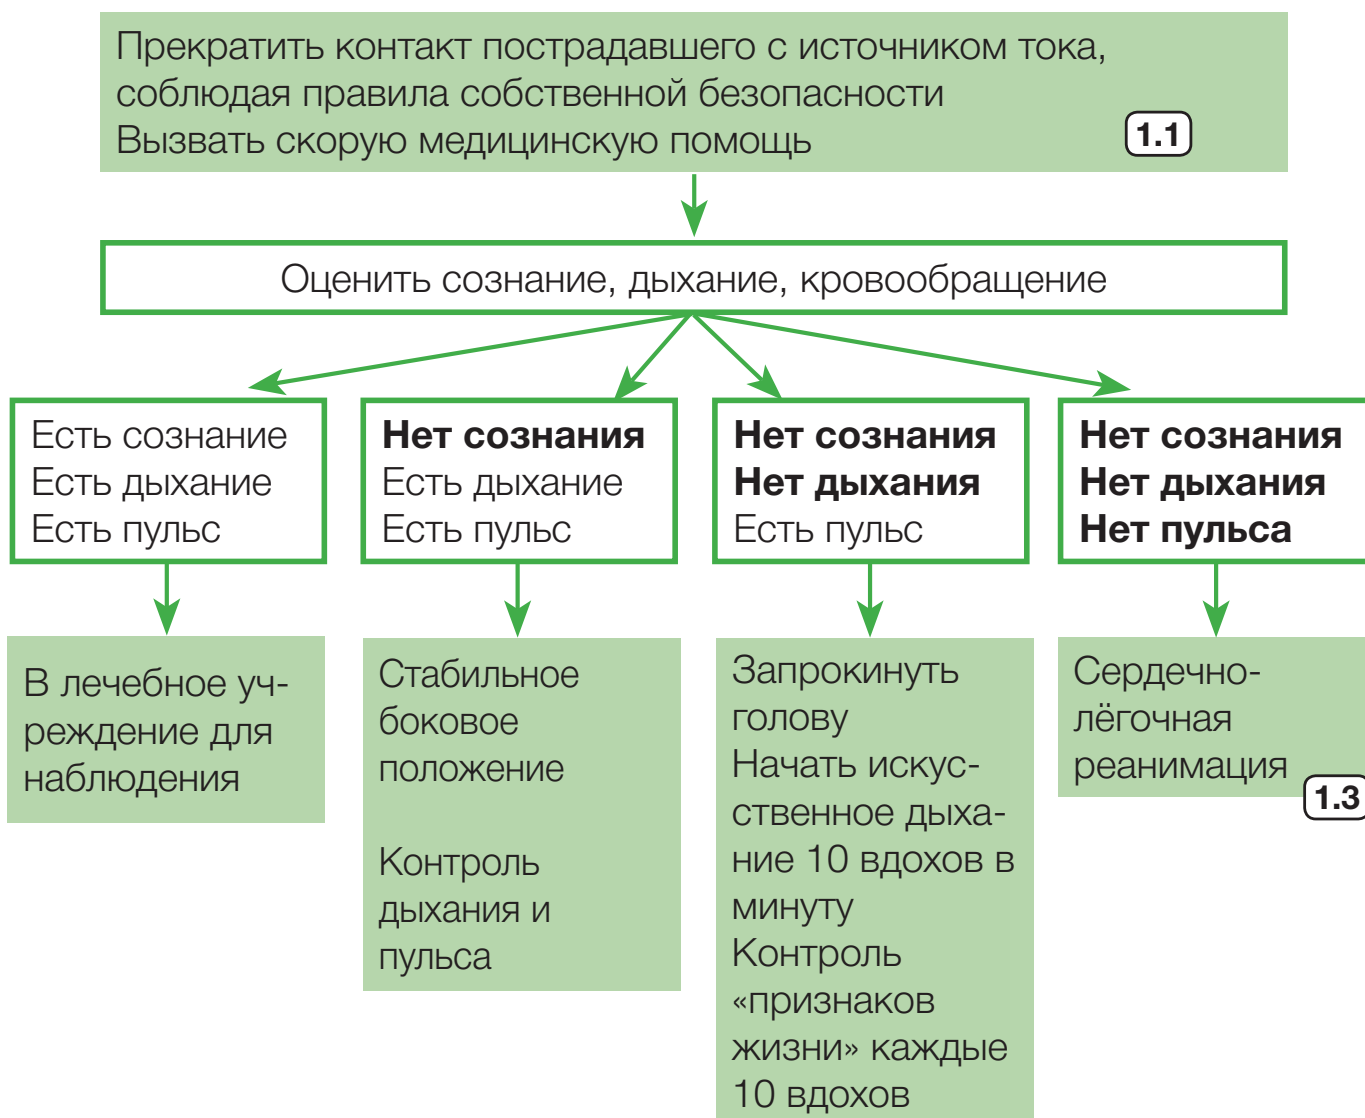 Прекратить контакт пострадавшего с источником тока,
соблюдая правила собственной безопасности
Вызвать скорую медицинскую помощь
1.1
Оценить сознание, дыхание, кровообращение
Есть сознание
Есть дыхание
Есть пульс
Нет сознания
Есть дыхание
Есть пульс
Нет сознания
Нет дыхания
Есть пульс
Нет сознания
Нет дыхания
Нет пульса
В лечебное уч-
реждение для
наблюдения
Стабильное
боковое
положение
Контроль
дыхания и
пульса
Запрокинуть
голову
Начать искус-
ственное дыха-
ние 10 вдохов в
минуту
Контроль
«признаков
жизни» каждые
10 вдохов
Сердечно-
лёгочная
реанимация
1.3